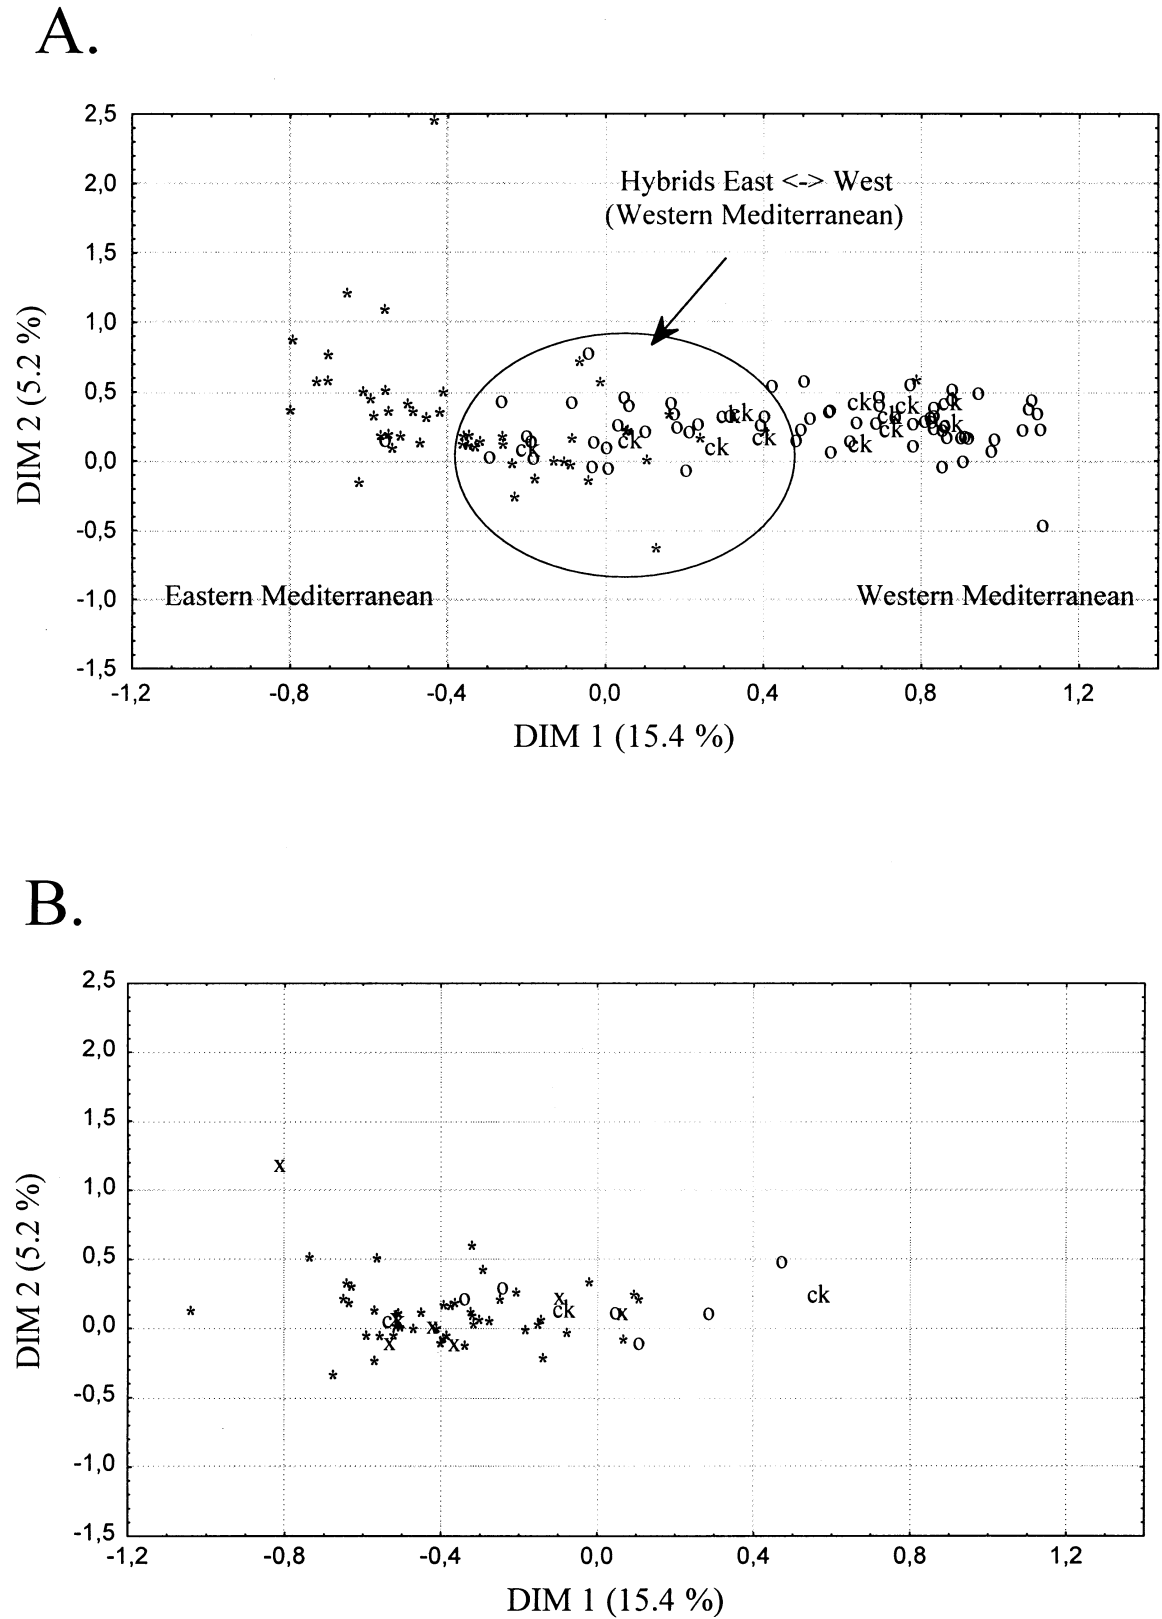 A.
2,5
2,0
1,5
1,0
0,5
0,0
-0,5
-1,0
-1,5
DIM 2 (5.2 %)
Hybrids East <-> West
(Western Mediterranean)
Eastern Mediterranean
Western Mediterranean
-1,2 -0,8 -0,4 0,0 0,4 0,8 1,2
DIM 1 (15.4 %)
B.
2,5
2,0
1,5
1,0
0,5
0,0
-0,5
-1,0
-1,5
DIM 2 (5.2 %)
-1,2 -0,8 -0,4 0,0 0,4 0,8 1,2
DIM 1 (15.4 %)